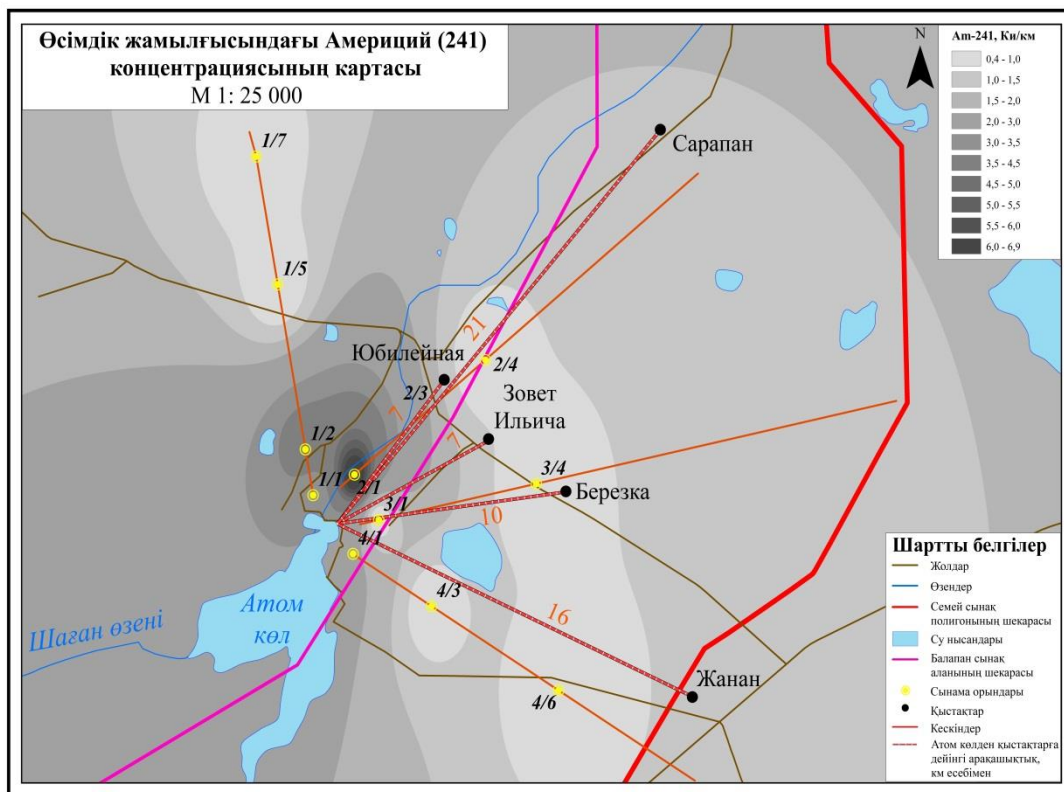 Өсімдік жамылғысындағы Америций (241)
концентрациясының картасы
М 1: 25 000
N
Am-241, Ки/км
0,4 - 1,0
1,0 - 1,5
1,5 - 2,0
2,0 - 3,0
3,0 - 3,5
3,5 - 4,5
4,5 - 5,0
5,0 - 5,5
5,5 - 6,0
6,0 - 6,9
1/7
Сарапан
1/5
21
Юбилейная
2/4
2/3
Зовет
Ильича
7
7
1/2
3/4
1/1
2/1
Березка
3/1
10
4/1
4/3
16
Атом
көл
Шаған өзені
Жанан
4/6
Шартты белгілер
Жолдар
Өзендер
Семей сынақ
полигонының шекарасы
Су нысандары
Балапан сынақ
аланының шекарасы
Сынама орындары
Қыстақтар
Кескіндер
Атом көлден қыстақтарға
дейінгі арақашықтық,
км есебімен